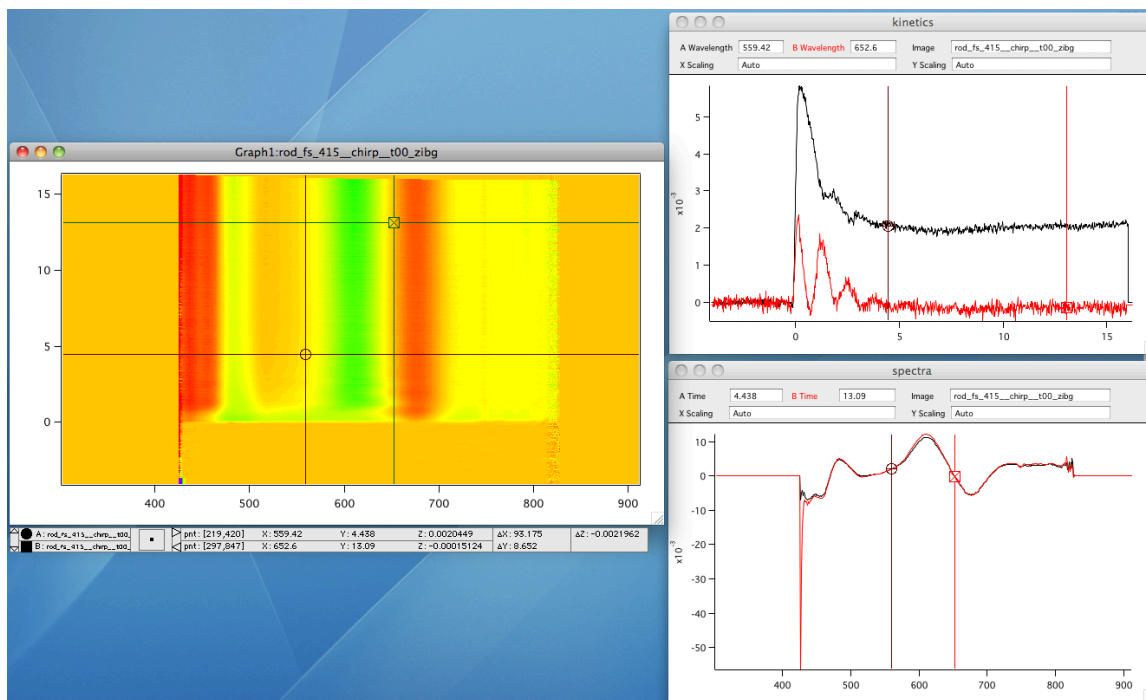 kinetics
A Wavelength 559.42 B Wavelength 652.6 Image rod_fs_415__chirp__t00_zibg
X Scaling Auto Y Scaling Auto
5
4
3
2
1
0
x10⁻³
0 5 10 15
Graph1:rod_fs_415__chirp__t00_zibg
15
10
5
0
400 500 600 700 800 900
A: rod_fs_415__chirp__t00_ pnt: [219,420] X: 559.42 Y: 4.438 Z: 0.0020449 ΔX: 93.175 ΔZ: -0.0021962
B: rod_fs_415__chirp__t00_ pnt: [297,847] X: 652.6 Y: 13.09 Z: -0.00015124 ΔY: 8.652
spectra
A Time 4.438 B Time 13.09 Image rod_fs_415__chirp__t00_zibg
X Scaling Auto Y Scaling Auto
10
0
-10
-20
-30
-40
-50
x10⁻³
400 500 600 700 800 900